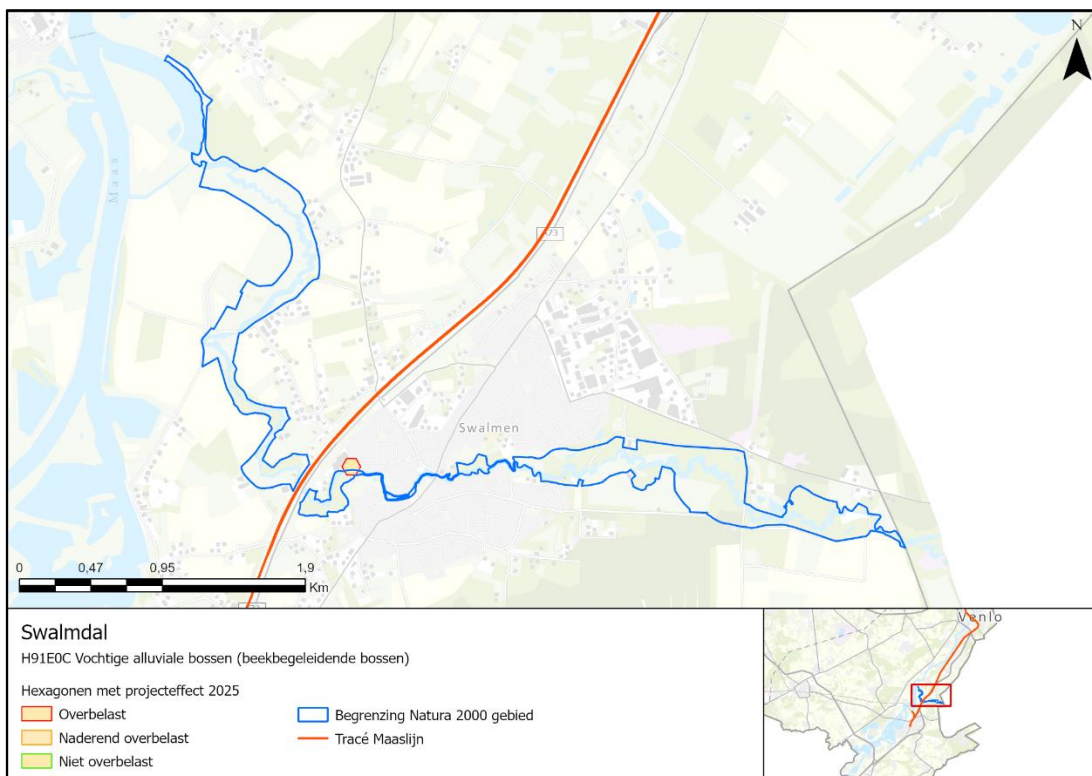 N
Maas
A73
Swalmen
0 0,47 0,95 1,9
Km
Swalmdal
H91E0C Vochtige alluviale bossen (beekbegeleidende bossen)
Hexagonen met projecteffect 2025
Overbelast
Naderend overbelast
Niet overbelast
Begrenzing Natura 2000 gebied
Tracé Maaslijn
Venlo